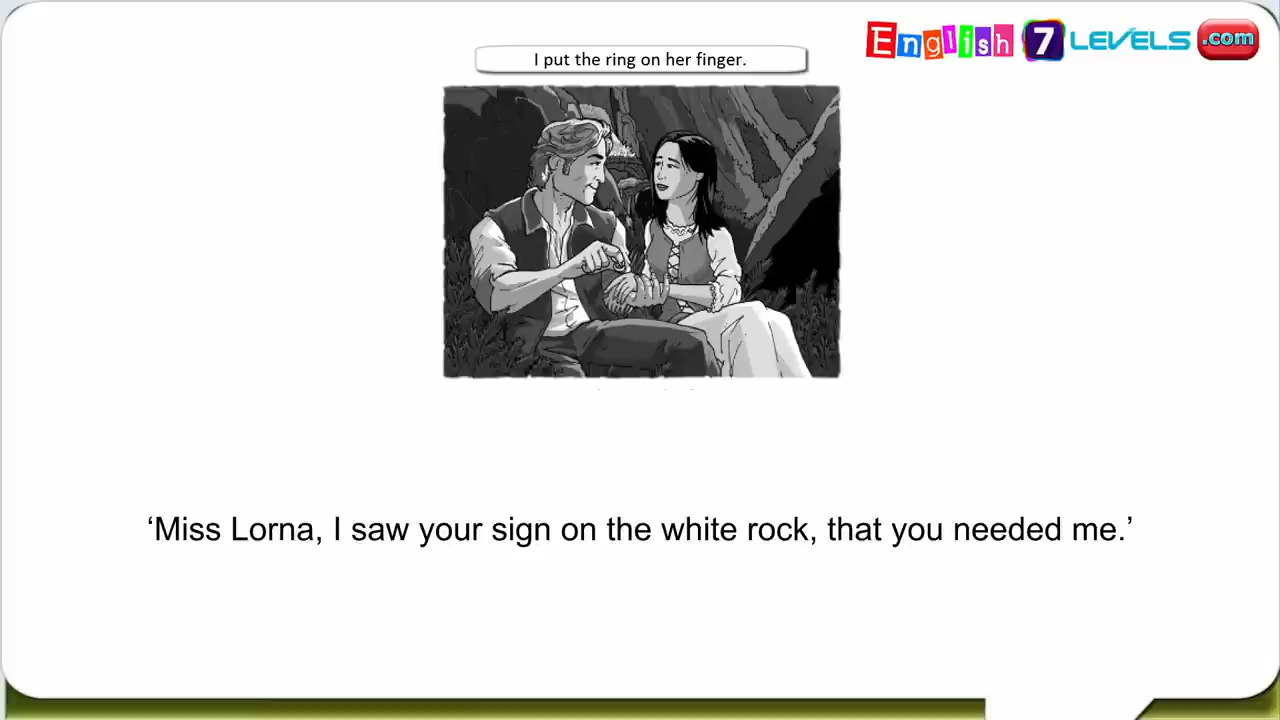 English 7 LEVELS .com
I put the ring on her finger.
‘Miss Lorna, I saw your sign on the white rock, that you needed me.’